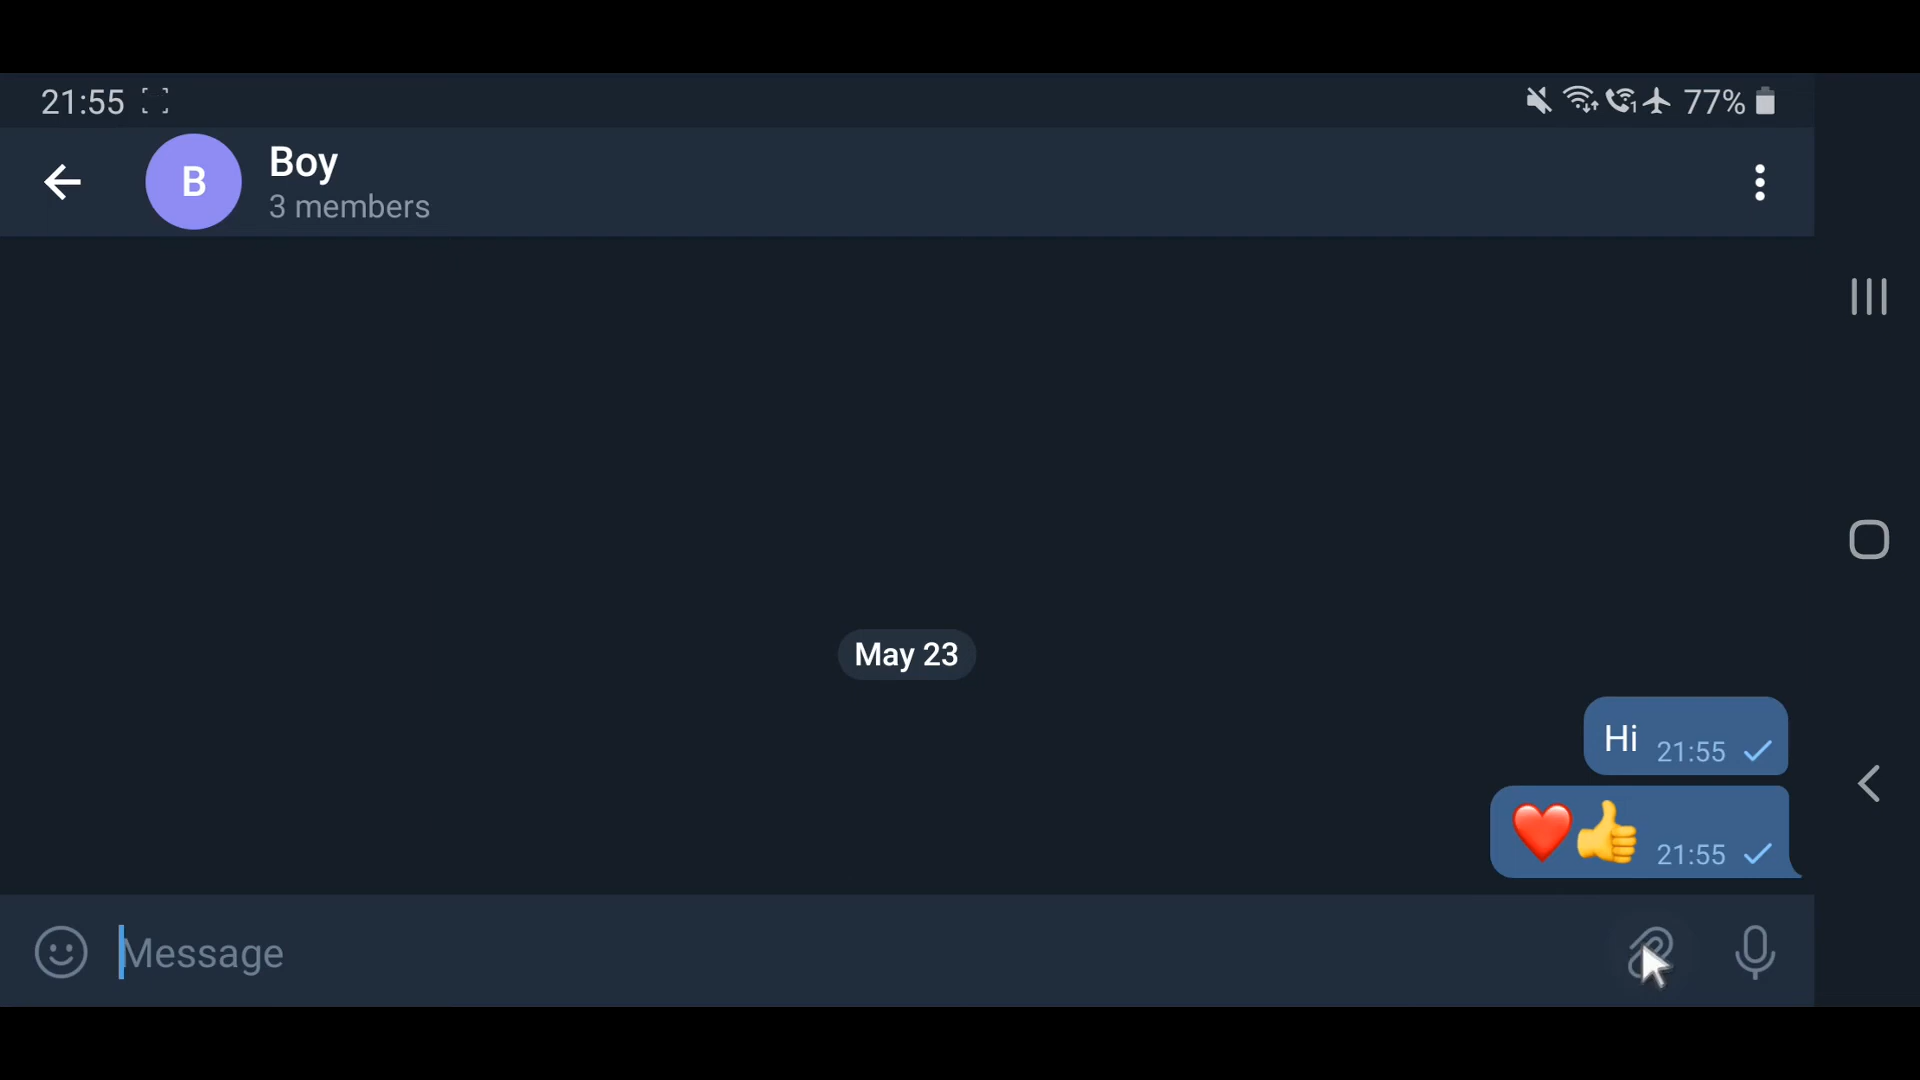 21:55 77%
B
Boy
3 members
May 23
Hi 21:55
❤️👍 21:55
Message